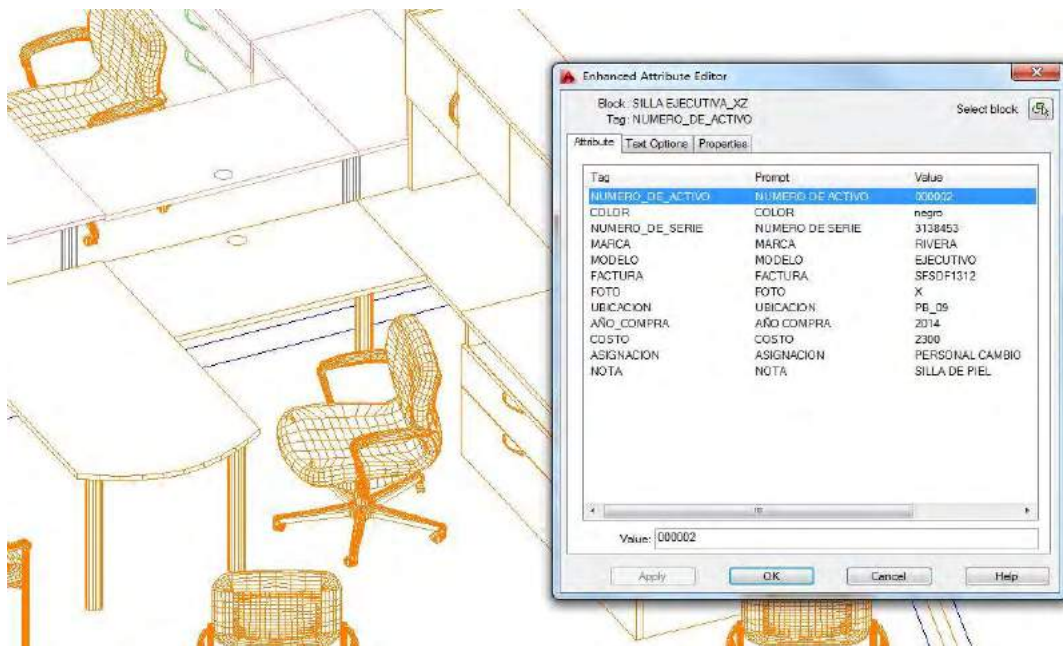 Enhanced Attribute Editor
Block: SILLA EJECUTIVA_XZ
Tag: NUMERO_DE_ACTIVO
Select block
Attribute Text Options Properties
Tag Prompt Value
NUMERO_DE_ACTIVO NUMERO DE ACTIVO 000002
COLOR COLOR negro
NUMERO_DE_SERIE NUMERO DE SERIE 3138453
MARCA MARCA RIVERA
MODELO MODELO EJECUTIVO
FACTURA FACTURA SFSDF1312
FOTO FOTO X
UBICACION UBICACION PB_09
AÑO_COMPRA AÑO COMPRA 2014
COSTO COSTO 2300
ASIGNACION ASIGNACION PERSONAL CAMBIO
NOTA NOTA SILLA DE PIEL
Value: 000002
Apply OK Cancel Help